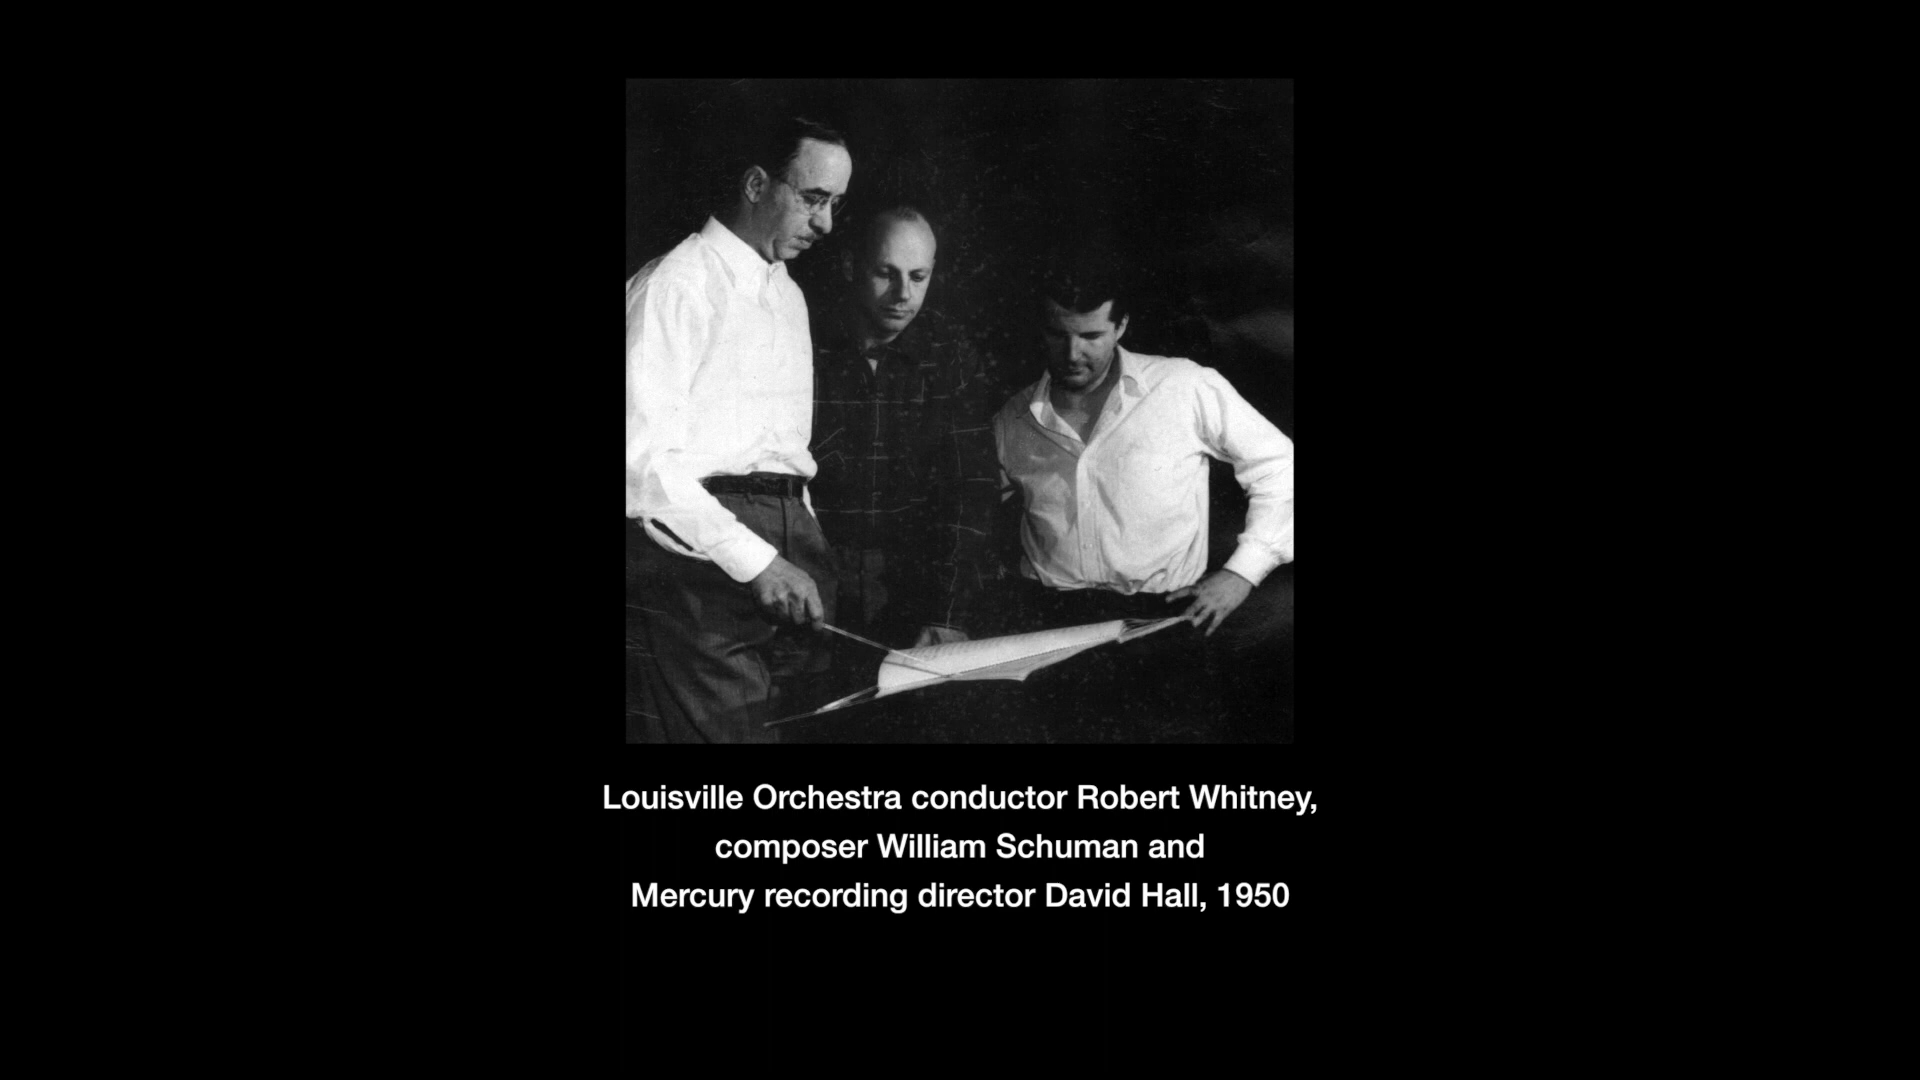 Louisville Orchestra conductor Robert Whitney,
composer William Schuman and
Mercury recording director David Hall, 1950